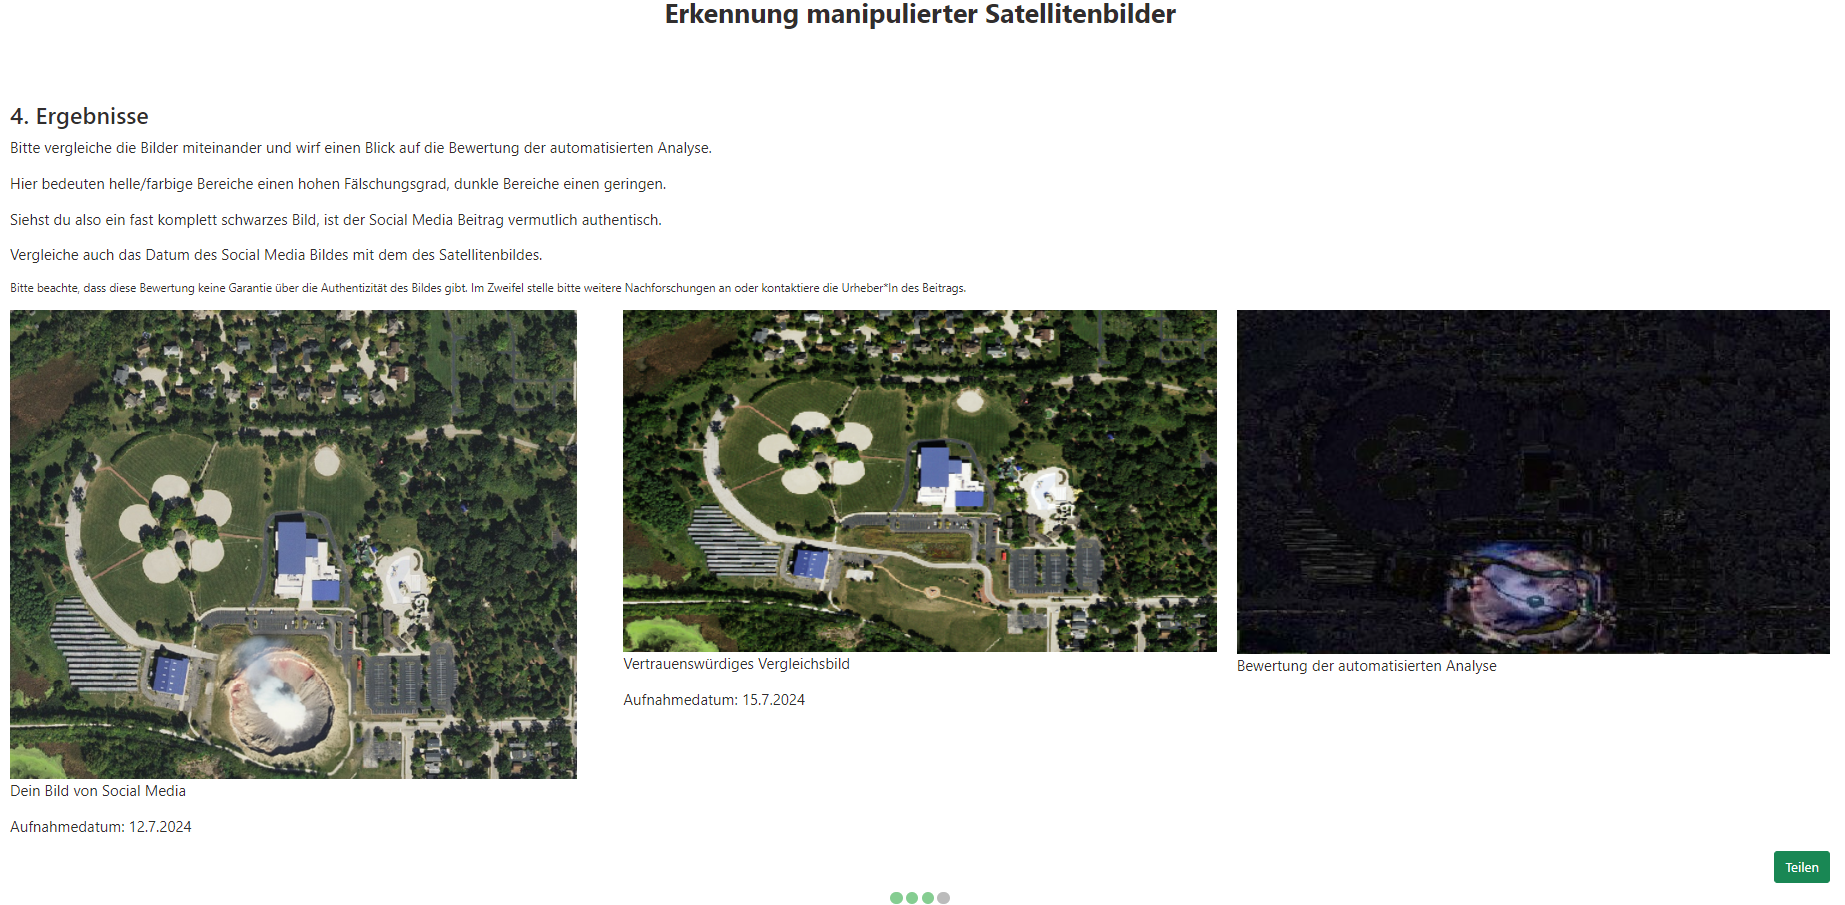 Erkennung manipulierter Satellitenbilder
4. Ergebnisse
Bitte vergleiche die Bilder miteinander und wirf einen Blick auf die Bewertung der automatisierten Analyse.
Hier bedeuten helle/farbige Bereiche einen hohen Fälschungsgrad, dunkle Bereiche einen geringen.
Siehst du also ein fast komplett schwarzes Bild, ist der Social Media Beitrag vermutlich authentisch.
Vergleiche auch das Datum des Social Media Bildes mit dem des Satellitenbildes.
Bitte beachte, dass diese Bewertung keine Garantie über die Authentizität des Bildes gibt. Im Zweifel stelle bitte weitere Nachforschungen an oder kontaktiere die Urheber*In des Beitrags.
Dein Bild von Social Media
Aufnahmedatum: 12.7.2024
Vertrauenswürdiges Vergleichsbild
Aufnahmedatum: 15.7.2024
Bewertung der automatisierten Analyse
Teilen